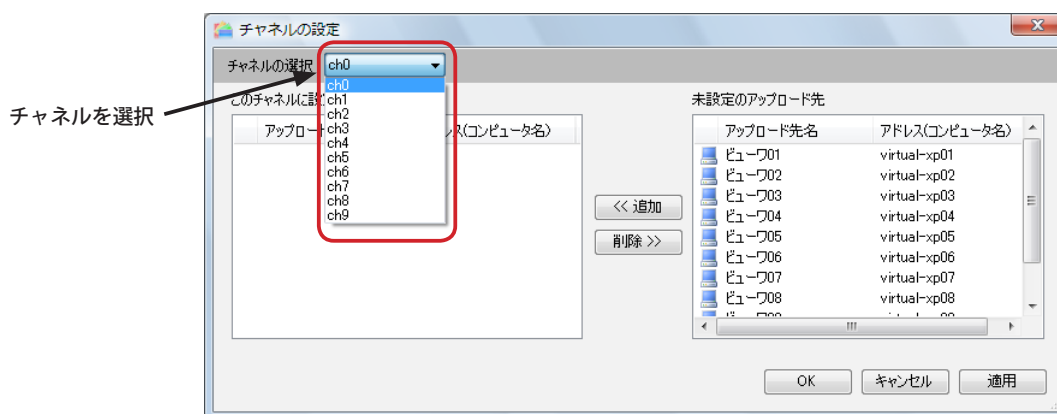 チャネルの設定
チャネルの選択 ch0
チャネルを選択
ch0
ch1
ch2
ch3
ch4
ch5
ch6
ch7
ch8
ch9
このチャネルに設
アップロー
ス(コンピュータ名)
<< 追加
削除 >>
未設定のアップロード先
アップロード先名 アドレス(コンピュータ名)
ビューワ01 virtual-xp01
ビューワ02 virtual-xp02
ビューワ03 virtual-xp03
ビューワ04 virtual-xp04
ビューワ05 virtual-xp05
ビューワ06 virtual-xp06
ビューワ07 virtual-xp07
ビューワ08 virtual-xp08
OK キャンセル 適用